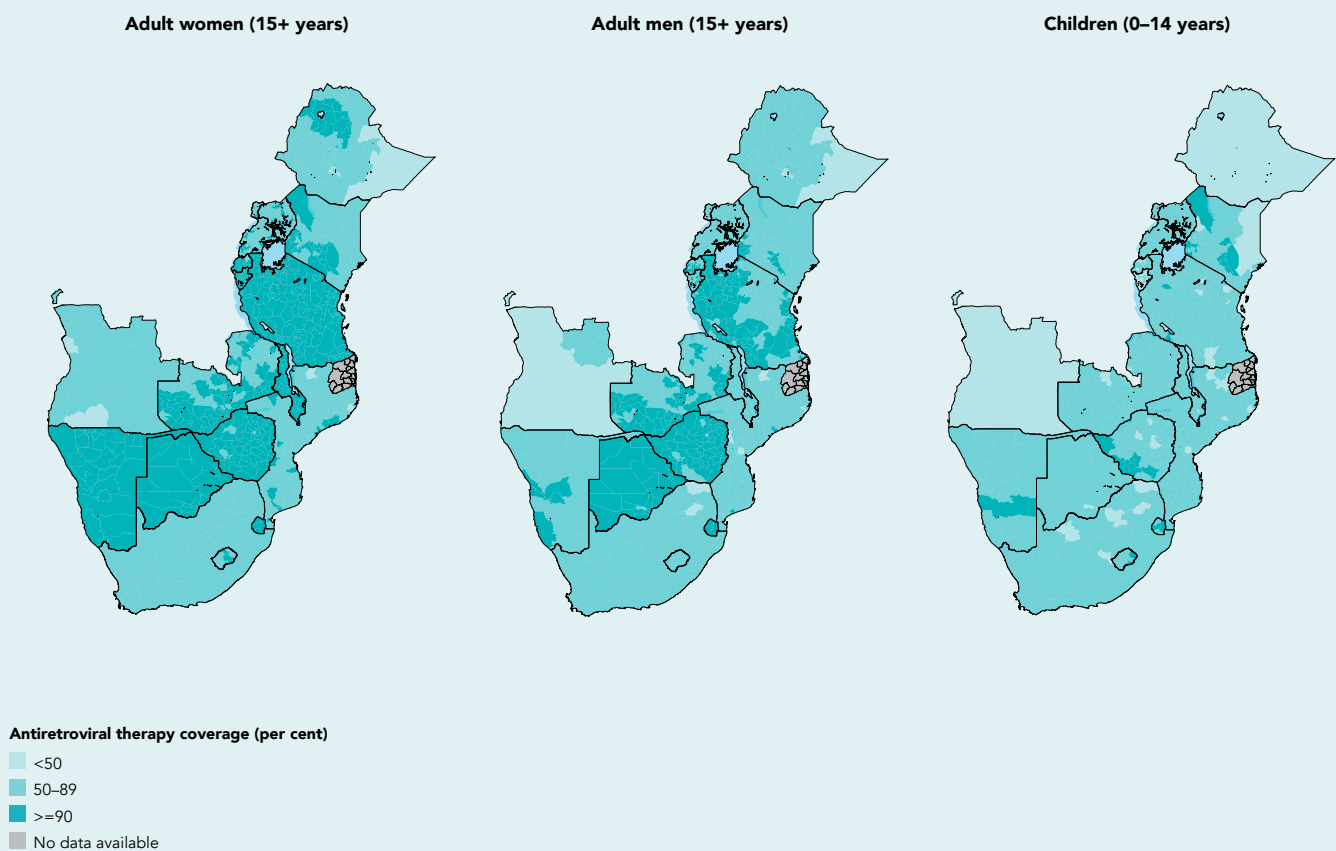 Adult women (15+ years)
Adult men (15+ years)
Children (0–14 years)
Antiretroviral therapy coverage (per cent)
<50
50–89
>=90
No data available